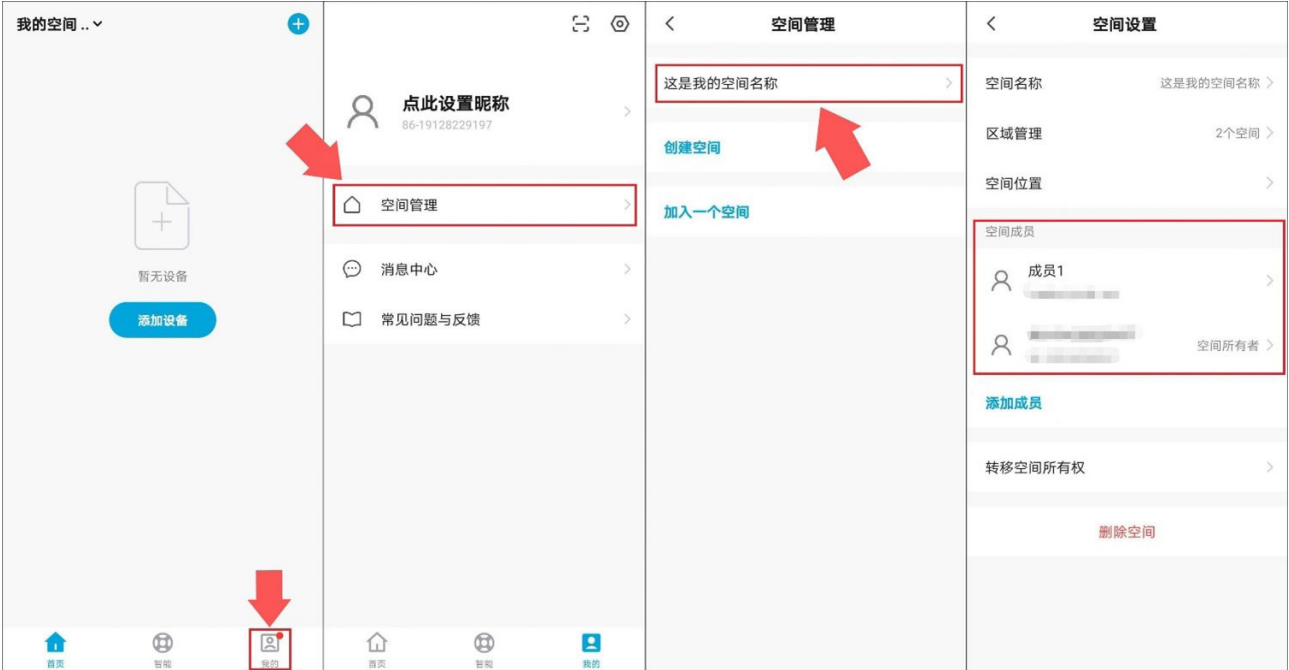 我的空间 ..
暂无设备
添加设备
首页
智能
我的
点此设置昵称
86-19128229197
空间管理
消息中心
常见问题与反馈
首页
智能
我的
空间管理
这是我的空间名称
创建空间
加入一个空间
空间设置
空间名称 这是我的空间名称
区域管理 2个空间
空间位置
空间成员
成员1
空间所有者
添加成员
转移空间所有权
删除空间